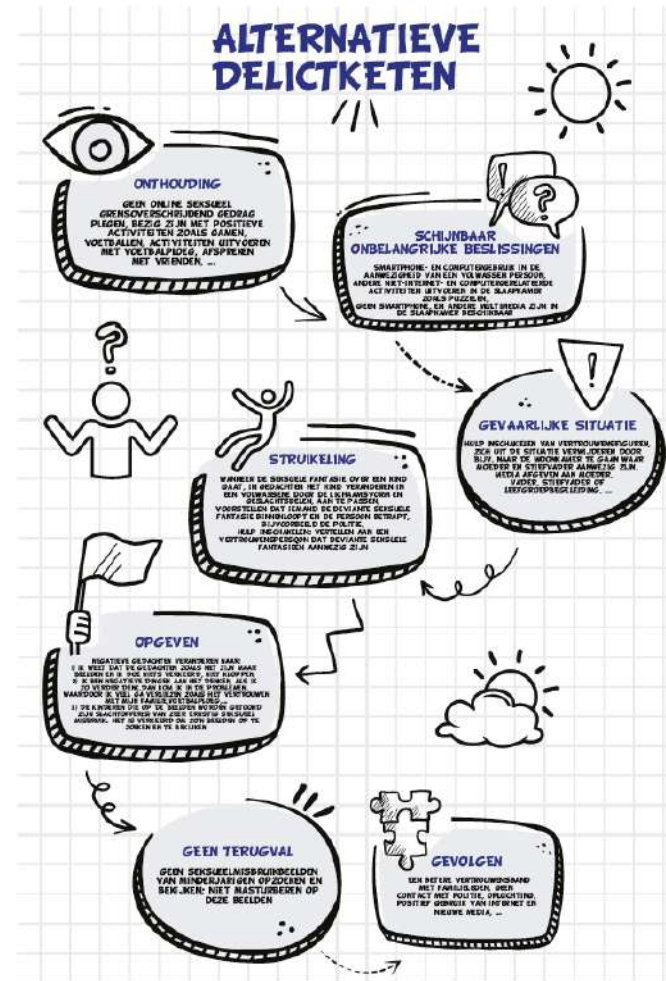 ALTERNATIEVE
DELICTKETEN
ONTHOUDING
GEEN ONLINE SEKSUEEL
GRENSOVERSCHRIJDEND GEDRAG
PLEGEN, BEZIG ZIJN MET POSITIEVE
ACTIVITEITEN ZOALS GAMEN,
VOETBALLEN, ACTIVITEITEN UITVOEREN
MET VOETBALPLOEG, AFSPREKEN
MET VRIENDEN, ...
SCHIJNBAAR
ONBELANGRIJKE BESLISSINGEN
SMARTPHONE- EN COMPUTERGEBRUIK IN DE
AANWEZIGHEID VAN EEN VOLWASSEN PERSOON,
ANDERE NIET-INTERNET- EN COMPUTERGERELATEERDE
ACTIVITEITEN UITVOEREN IN DE SLAAPKAMER
ZOALS PUZZELEN,
GEEN SMARTPHONE, EN ANDERE MULTIMEDIA ZIJN IN
DE SLAAPKAMER BESCHIKBAAR
GEVAARLIJKE SITUATIE
HULP INSCHAKELEN VAN VERTROUWENSFIGUREN,
ZICH UIT DE SITUATIE VERWIJDEREN DOOR
BIJV. NAAR DE WOONKAMER TE GAAN WAAR
MOEDER EN STIEFVADER AANWEZIG ZIJN.
MEDIA AFGEVEN AAN MOEDER,
VADER, STIEFVADER OF
LEEFGROEPBEGELEIDING, ...
STRUIKELING
WANNEER DE SEKSUELE FANTASIE OVER EEN KIND
GAAT, IN GEDACHTEN HET KIND VERANDEREN IN
EEN VOLWASSENE DOOR DE LICHAAMSVORM EN
GESLACHTSDELEN, AAN TE PASSEN,
VOORSTELLEN DAT IEMAND DE DEVIANTE SEKSUELE
FANTASIE BINNENLOOPT EN DE PERSOON BETRAPT,
BIJVOORBEELD DE POLITIE,
HULP INSCHAKELEN: VERTELLEN AAN EEN
VERTROUWENSPERSOON DAT DEVIANTE SEKSUELE
FANTASIEËN AANWEZIG ZIJN
OPGEVEN
NEGATIEVE GEDACHTEN VERANDEREN NAAR:
IK WEET DAT DE GEDACHTEN ZOALS HET ZIJN MAAR
BEELDEN EN IK DOE NIETS VERKEERD, NIET KLOPPEN
IK BEN NEGATIEVE DINGEN AAN HET DENKEN. ALS IK
ZO VERDER DENK, DAN KOM IK IN DE PROBLEMEN
WAARDOOR IK VEEL GA VERLIEZEN ZOALS HET VERTROUWEN
MET MIJN FAMILIE/VOETBALPLOEG...
DE KINDEREN DIE OP DE BEELDEN WORDEN GETOOND
ZIJN SLACHTOFFERS VAN ZEER ERNSTIG SEKSUEEL
MISBRUIK. HET IS VERKEERD OM ZO'N BEELDEN OP TE
ZOEKEN EN TE BEKIJKEN
GEEN TERUGVAL
GEEN SEKSUEELMISBRUIKBEELDEN
VAN MINDERJARIGEN OPZOEKEN EN
BEKIJKEN: NIET MASTURBEREN OP
DEZE BEELDEN
GEVOLGEN
EEN BETERE VERTROUWENSBAND
MET FAMILIELEDEN, GEEN
CONTACT MET POLITIE, OPLUCHTING,
POSITIEF GEBRUIK VAN INTERNET EN
NIEUWE MEDIA, ...